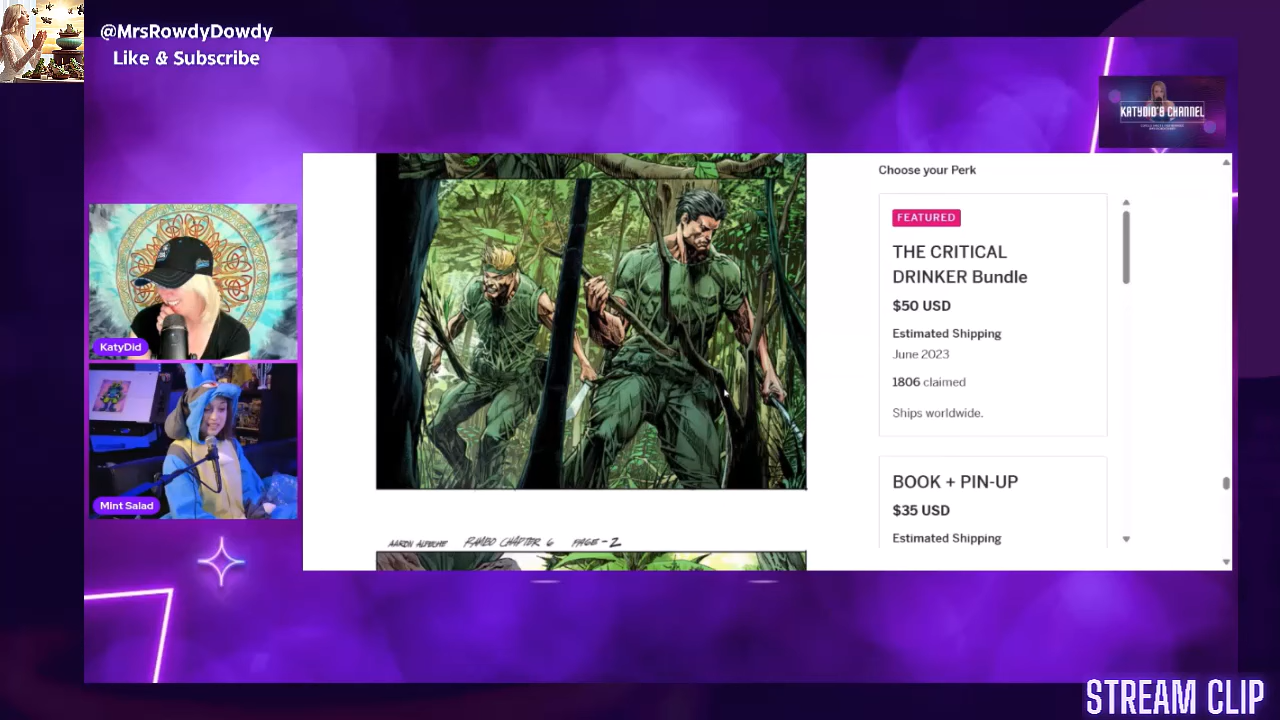 @MrsRowdyDowdy
Like & Subscribe
KATYDID'S CHANNEL
Choose your Perk
FEATURED
THE CRITICAL
DRINKER Bundle
$50 USD
Estimated Shipping
June 2023
1806 claimed
Ships worldwide.
BOOK + PIN-UP
$35 USD
Estimated Shipping
KatyDid
Mint Salad
RAMBO CHAPTER 6 PAGE - 2
STREAM CLIP